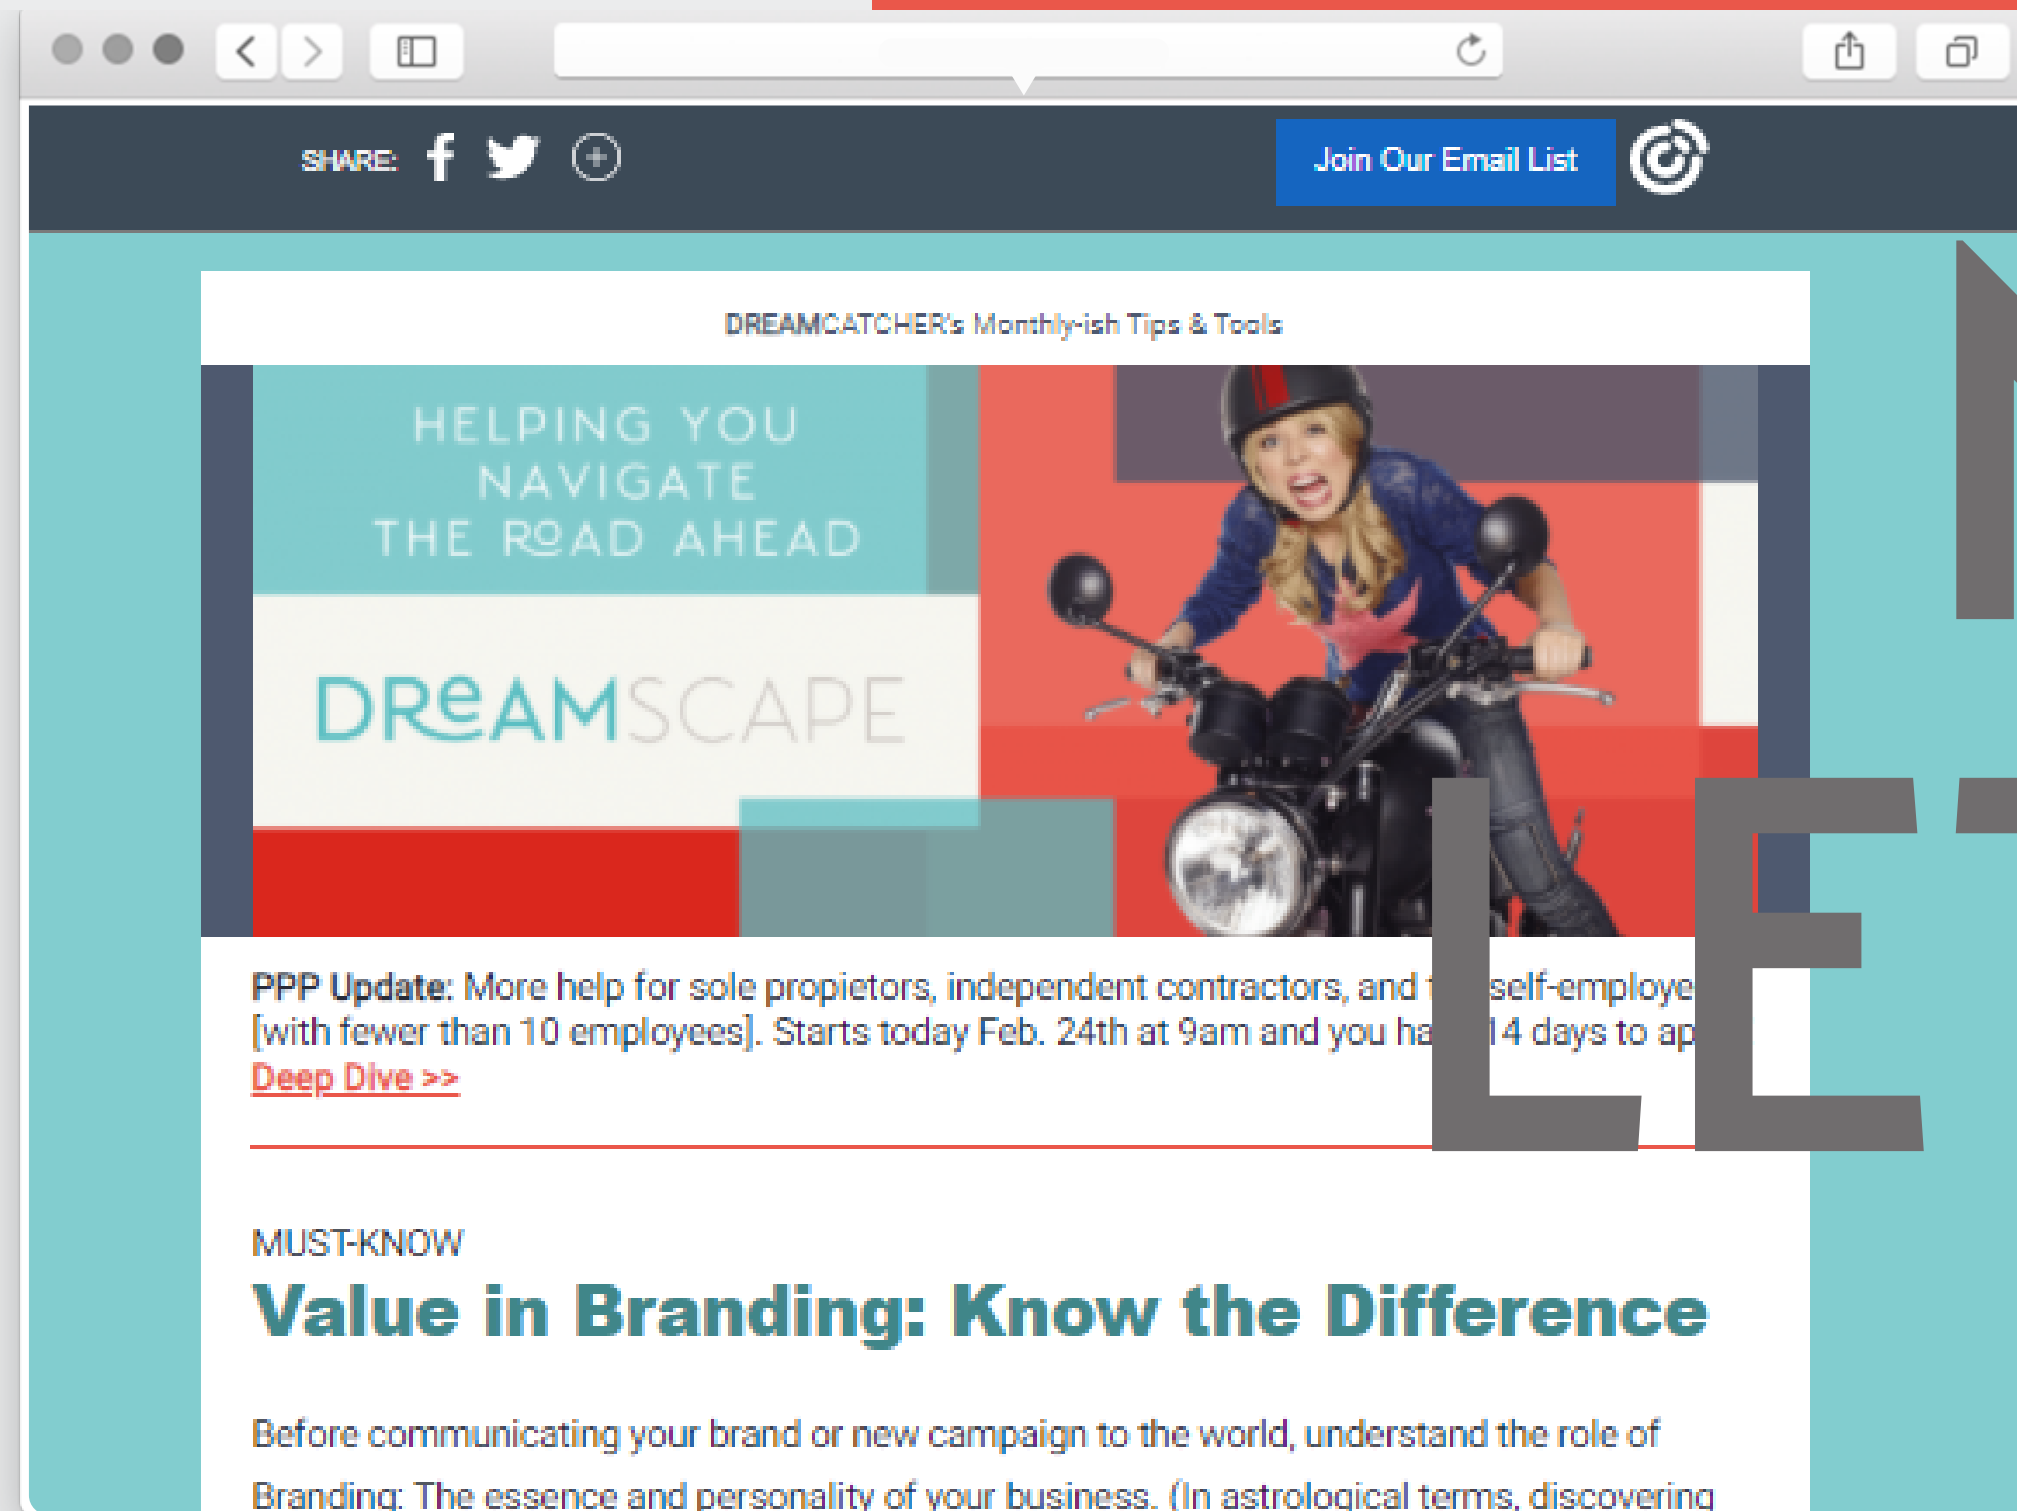 SHARE:
Join Our Email List
DREAMCATCHER's Monthly-ish Tips & Tools
HELPING YOU
NAVIGATE
THE ROAD AHEAD
DREAMSCAPE
PPP Update: More help for sole propietors, independent contractors, and self-employe
[with fewer than 10 employees]. Starts today Feb. 24th at 9am and you ha 14 days to ap
Deep Dive >>
LE
MUST-KNOW
Value in Branding: Know the Difference
Before communicating your brand or new campaign to the world, understand the role of
Branding: The essence and personality of your business. (In astrological terms, discovering